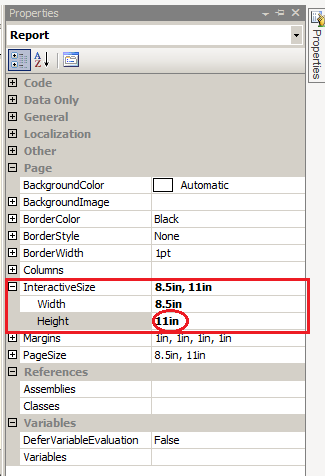 Properties
Report
Code
Data Only
General
Localization
Other
Page
BackgroundColor Automatic
BackgroundImage
BorderColor Black
BorderStyle None
BorderWidth 1pt
Columns
InteractiveSize 8.5in, 11in
Width 8.5in
Height 11in
Margins 1in, 1in, 1in, 1in
PageSize 8.5in, 11in
References
Assemblies
Classes
Variables
DeferVariableEvaluation False
Variables
Properties